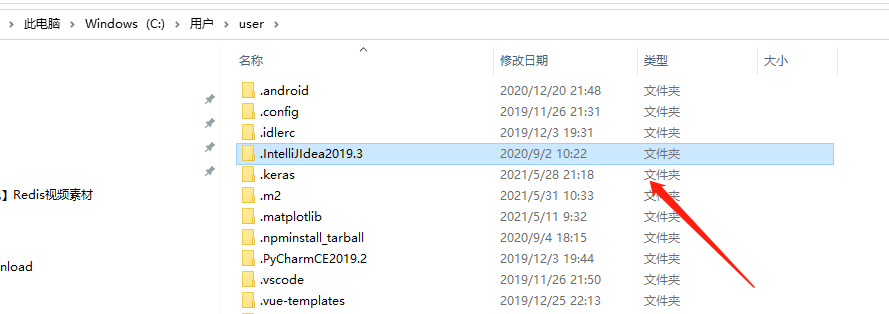 此电脑 Windows (C:) 用户 user
名称 修改日期 类型 大小
.android 2020/12/20 21:48 文件夹
.config 2019/11/26 21:31 文件夹
.idlerc 2019/12/3 19:31 文件夹
.IntelliJIdea2019.3 2020/9/2 10:22 文件夹
.keras 2021/5/28 21:18 文件夹
】Redis视频素材
.m2 2021/5/31 10:33 文件夹
.matplotlib 2021/5/11 9:32 文件夹
.npminstall_tarball 2020/9/4 18:15 文件夹
nload
.PyCharmCE2019.2 2019/12/3 19:44 文件夹
.vscode 2019/11/26 21:50 文件夹
.vue-templates 2019/12/25 22:13 文件夹